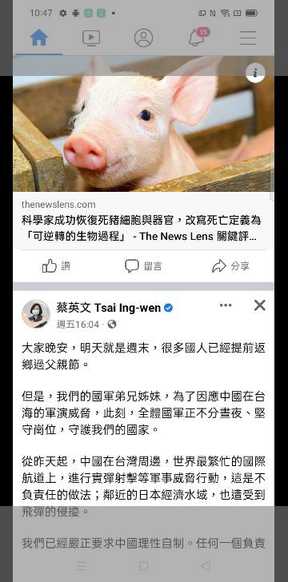 10:47
15
thenewslens.com
科學家成功恢復死豬細胞與器官，改寫死亡定義為
「可逆轉的生物過程」 - The News Lens 關鍵評...
讚
留言
分享
蔡英文 Tsai Ing-wen
週五16:04
大家晚安，明天就是週末，很多國人已經提前返
鄉過父親節。
但是，我們的國軍弟兄姊妹，為了因應中國在台
海的軍演威脅，此刻，全體國軍正不分晝夜、堅
守崗位，守護我們的國家。
從昨天起，中國在台灣周邊，世界最繁忙的國際
航道上，進行實彈射擊等軍事威脅行動，這是不
負責任的做法；鄰近的日本經濟水域，也遭受到
飛彈的侵擾。
我們已經嚴正要求中國理性自制。任何一個負責